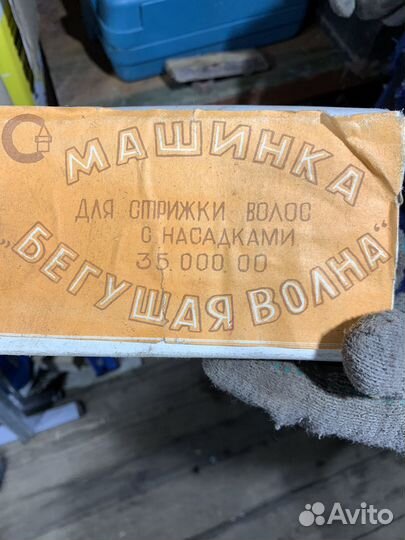 МАШИНКА
ДЛЯ СТРИЖКИ ВОЛОС
С НАСАДКАМИ
35.000.00
„БЕГУЩАЯ ВОЛНА“
Avito